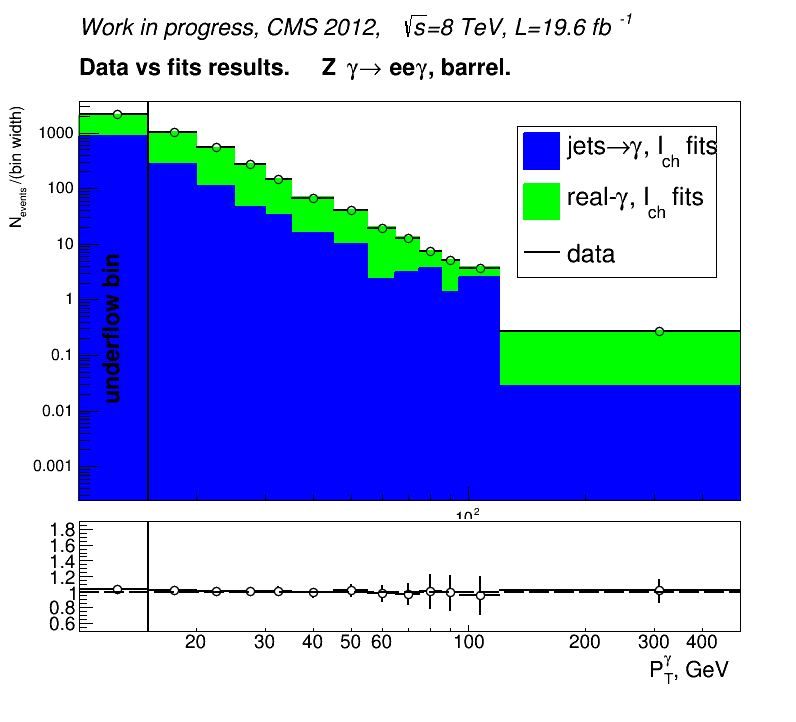 Work in progress, CMS 2012, √s=8 TeV, L=19.6 fb⁻¹
Data vs fits results. Z γ→ eeγ, barrel.
N_events /(bin width)
1000
100
10
1
0.1
0.01
0.001
underflow bin
jets→γ, I_ch fits
real-γ, I_ch fits
data
10²
1.8
1.6
1.4
1.2
1
0.8
0.6
20 30 40 50 60 100 200 300 400
P_T^γ, GeV